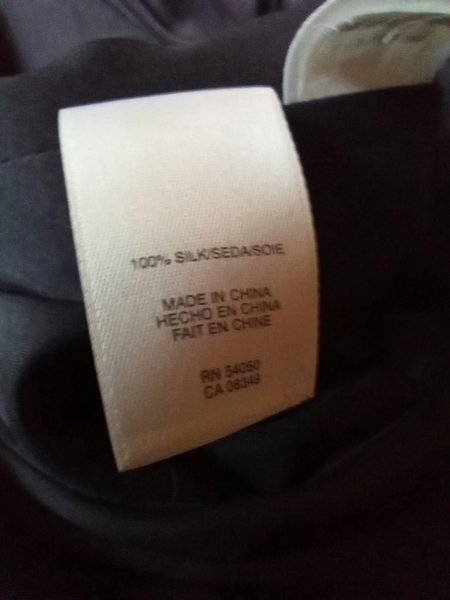 100% SILK/SEDA/SOIE
MADE IN CHINA
HECHO EN CHINA
FAIT EN CHINE
RN 54050
CA 08349